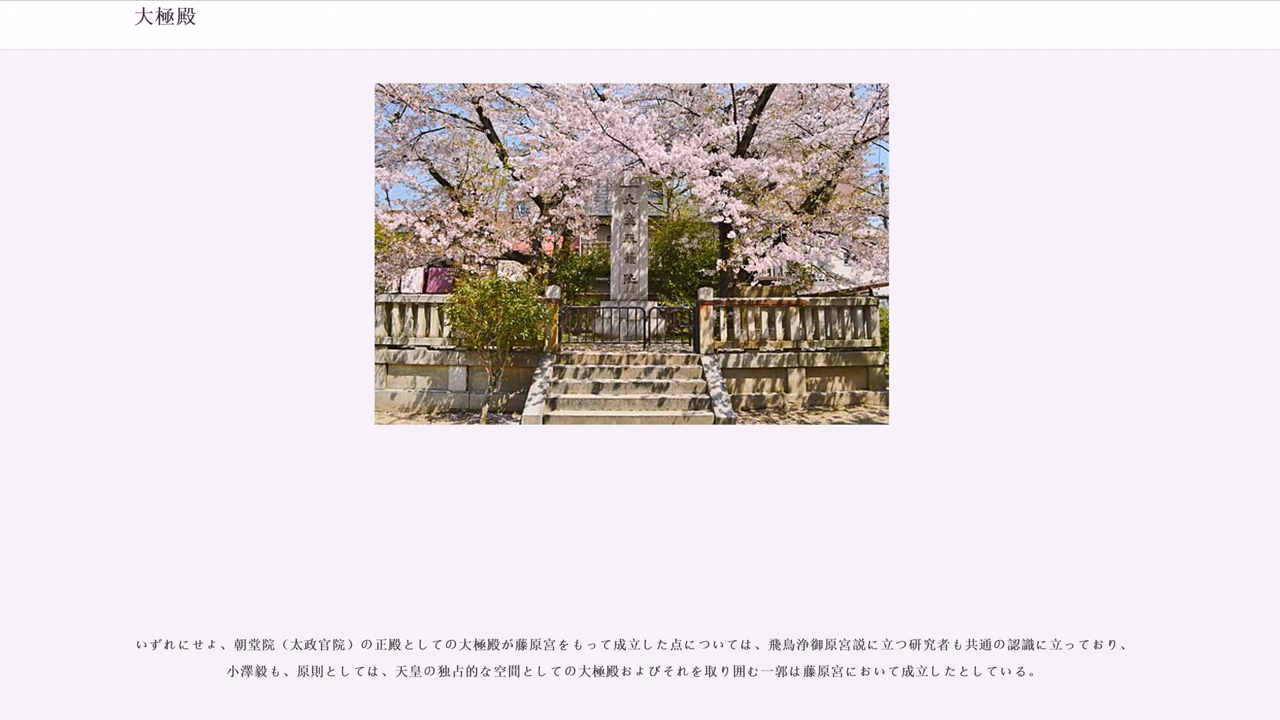 大極殿
大極殿遺阯
いずれにせよ、朝堂院（太政官院）の正殿としての大極殿が藤原宮をもって成立した点については、飛鳥浄御原宮説に立つ研究者も共通の認識に立っており、
小澤毅も、原則としては、天皇の独占的な空間としての大極殿およびそれを取り囲む一郭は藤原宮において成立したとしている。